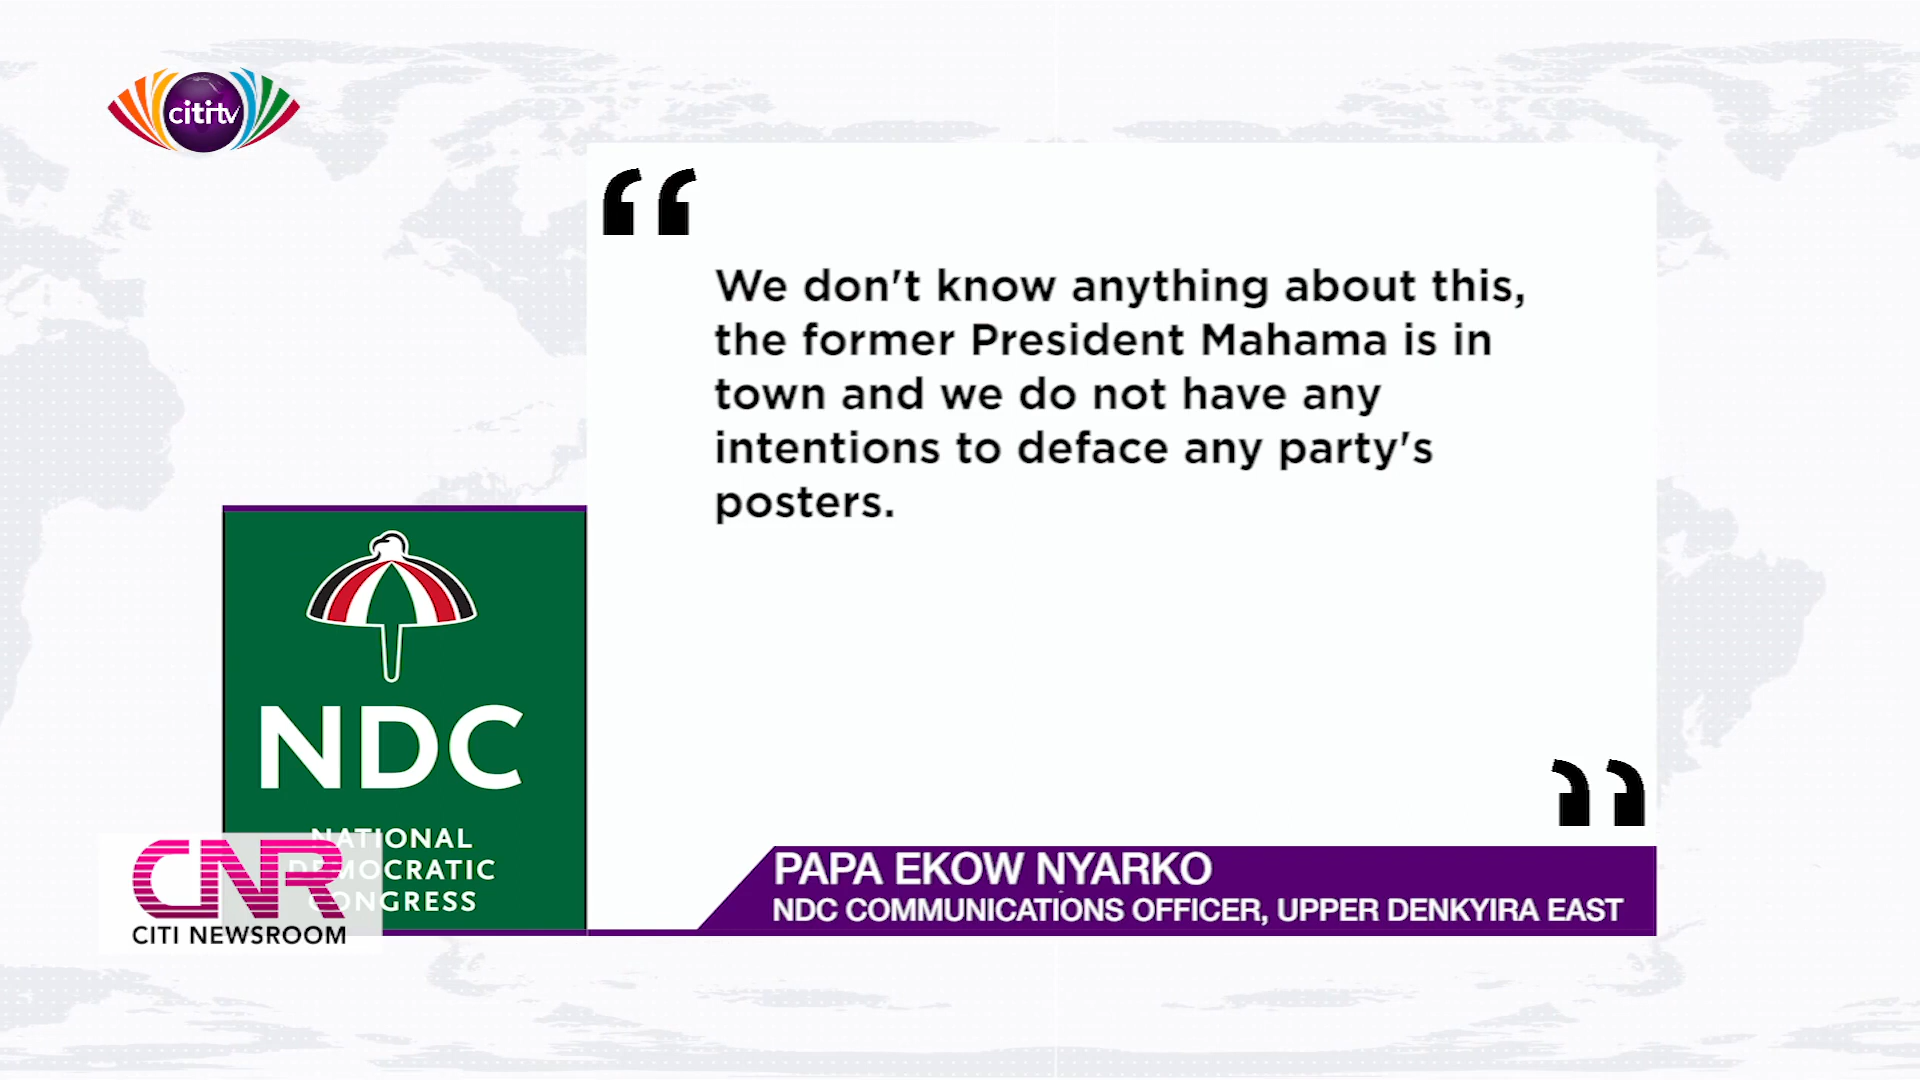 citi tv
We don't know anything about this,
the former President Mahama is in
town and we do not have any
intentions to deface any party's
posters.
NDC
NATIONAL
DEMOCRATIC
CONGRESS
CNR
CITI NEWSROOM
PAPA EKOW NYARKO
NDC COMMUNICATIONS OFFICER, UPPER DENKYIRA EAST